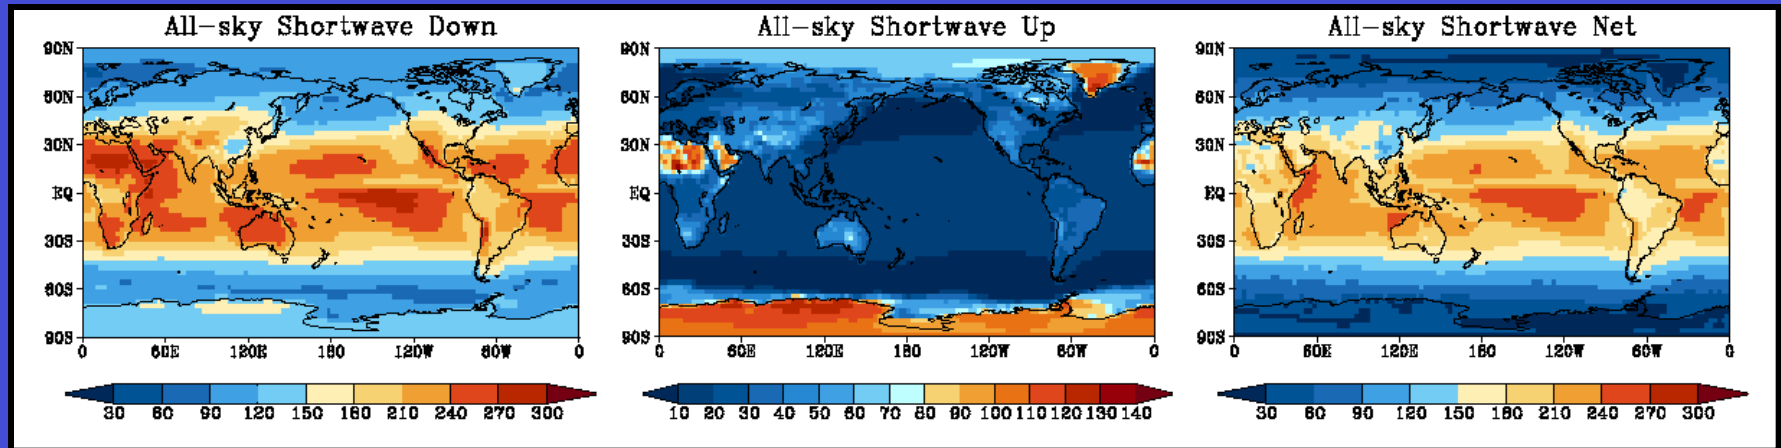 All-sky Shortwave Down
90N
60N
30N
EQ
30S
60S
90S
0 60E 120E 180 120W 60W 0
30 60 90 120 150 180 210 240 270 300
All-sky Shortwave Up
90N
60N
30N
EQ
30S
60S
90S
0 60E 120E 180 120W 60W 0
10 20 30 40 50 60 70 80 90 100 110 120 130 140
All-sky Shortwave Net
90N
60N
30N
EQ
30S
60S
90S
0 60E 120E 180 120W 60W 0
30 60 90 120 150 180 210 240 270 300